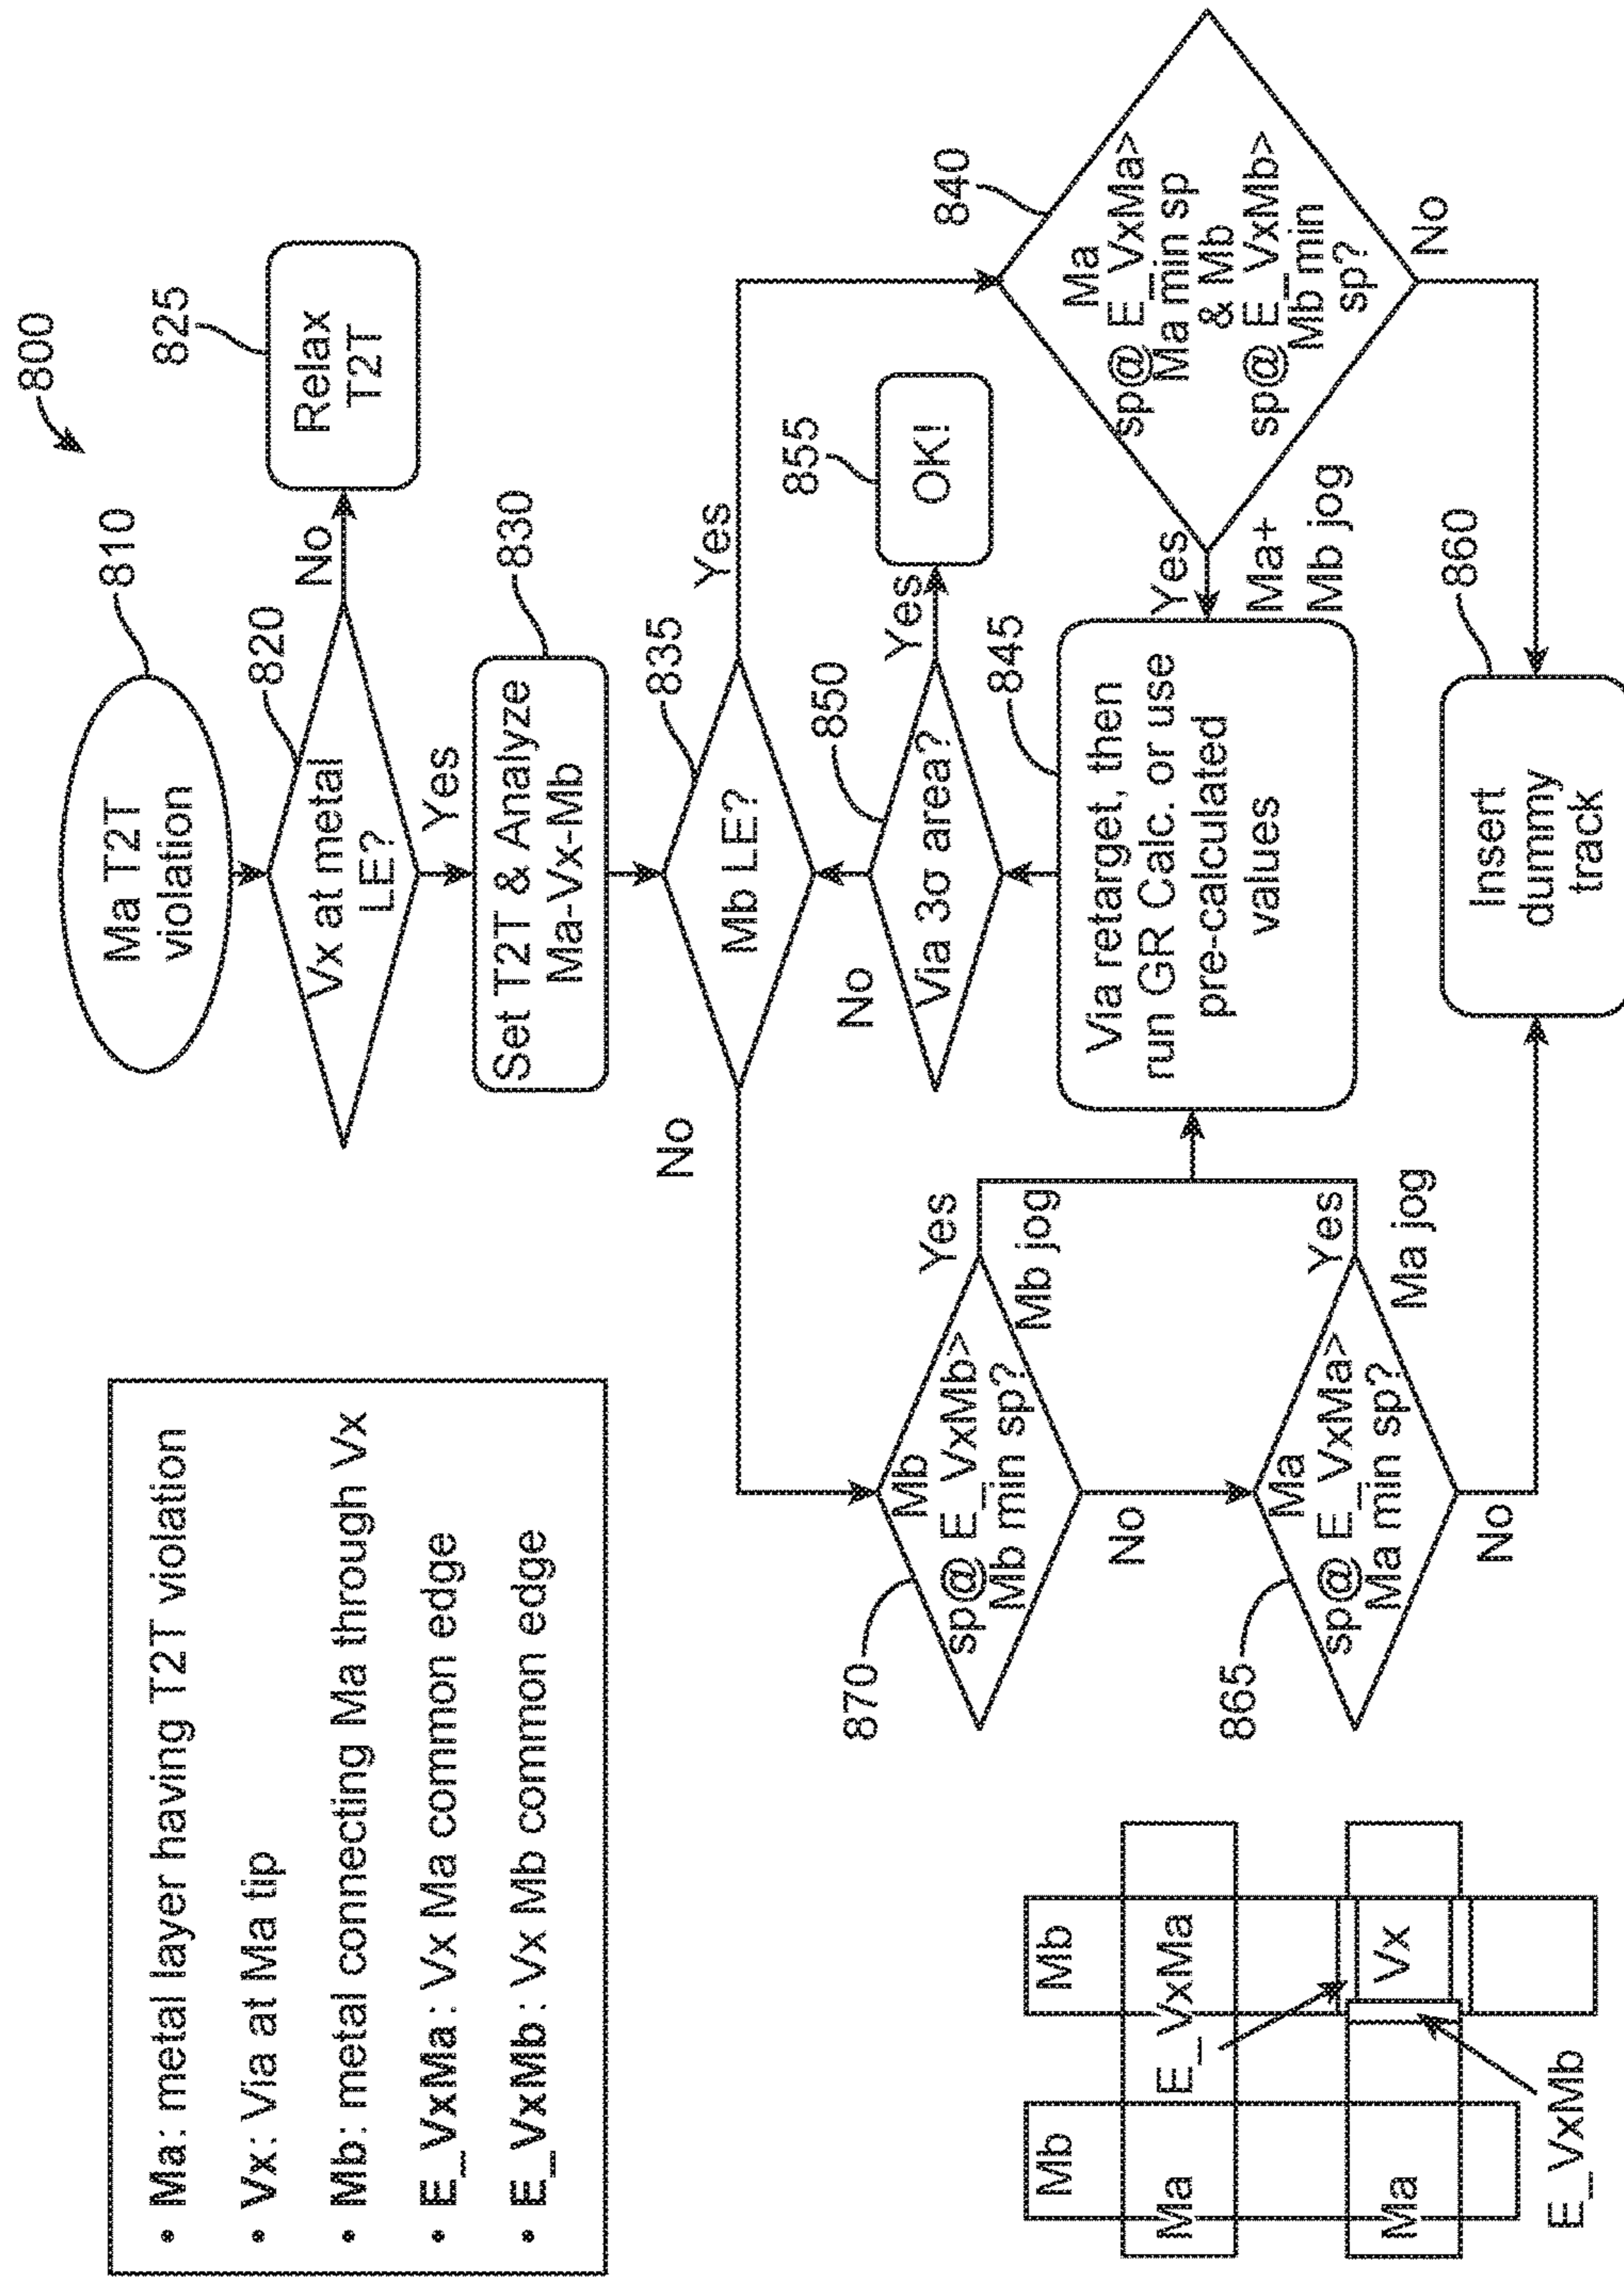 800
• Ma: metal layer having T2T violation
• Vx: Via at Ma tip
• Mb: metal connecting Ma through Vx
• E_VxMa: Vx Ma common edge
• E_VxMb: Vx Mb common edge
Ma T2T
violation
810
Vx at metal
LE?
820
No
Relax
T2T
825
Yes
Set T2T & Analyze
Ma-Vx-Mb
830
Mb LE?
835
No
Yes
Via 3σ area?
850
No
Yes
OK!
855
Via retarget, then
run GR Calc. or use
pre-calculated
values
845
Ma
sp@ E_VxMa>
Ma min sp
& Mb
sp@ E_VxMb>
Mb min
sp?
840
Yes
Ma+
Mb jog
No
Mb
sp@ E_VxMb>
Mb min sp?
870
Yes
Mb jog
No
Ma
sp@ E_VxMa>
Ma min sp?
865
Yes
Ma jog
No
Insert
dummy
track
860
Mb
Mb
Ma
E_VxMa
Ma
Vx
E_VxMb